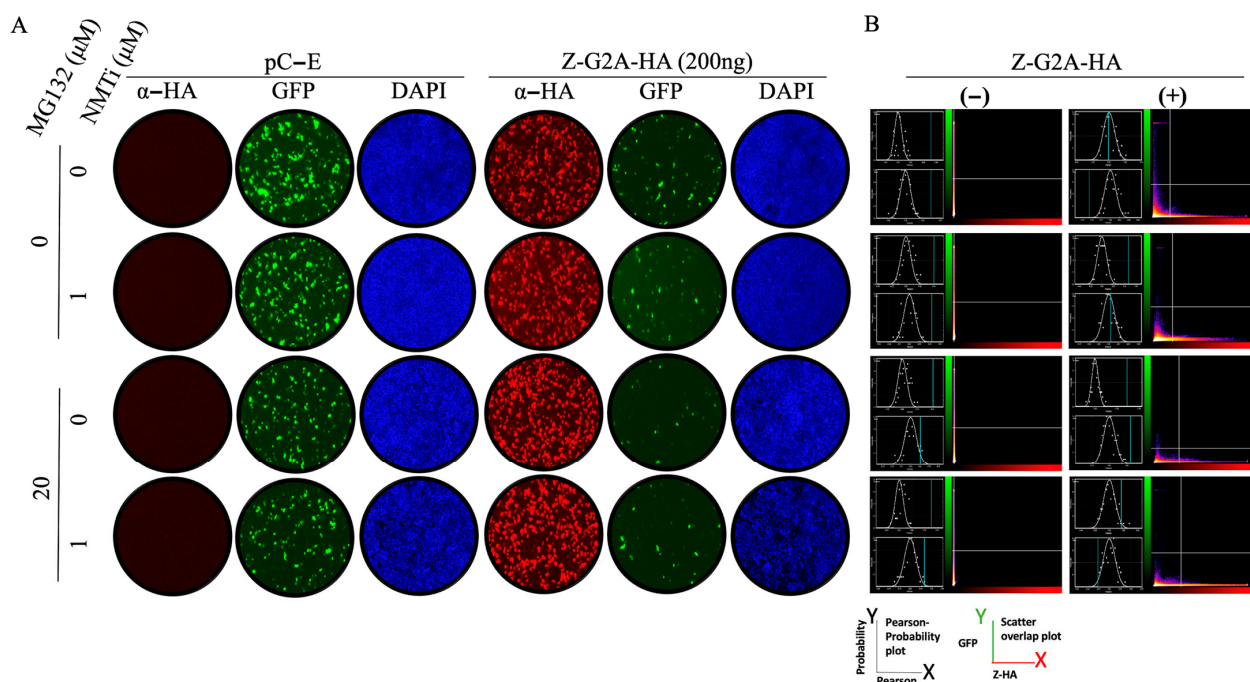 A
B
MG132 (μM)
NMTi (μM)
pC–E
Z-G2A-HA (200ng)
α–HA
GFP
DAPI
α–HA
GFP
DAPI
Z-G2A-HA
(–)
(+)
0
0
1
20
0
1
Y
Probability
Pearson-
Probability
plot
X
Pearson
GFP
Y
Scatter
overlap plot
X
Z-HA